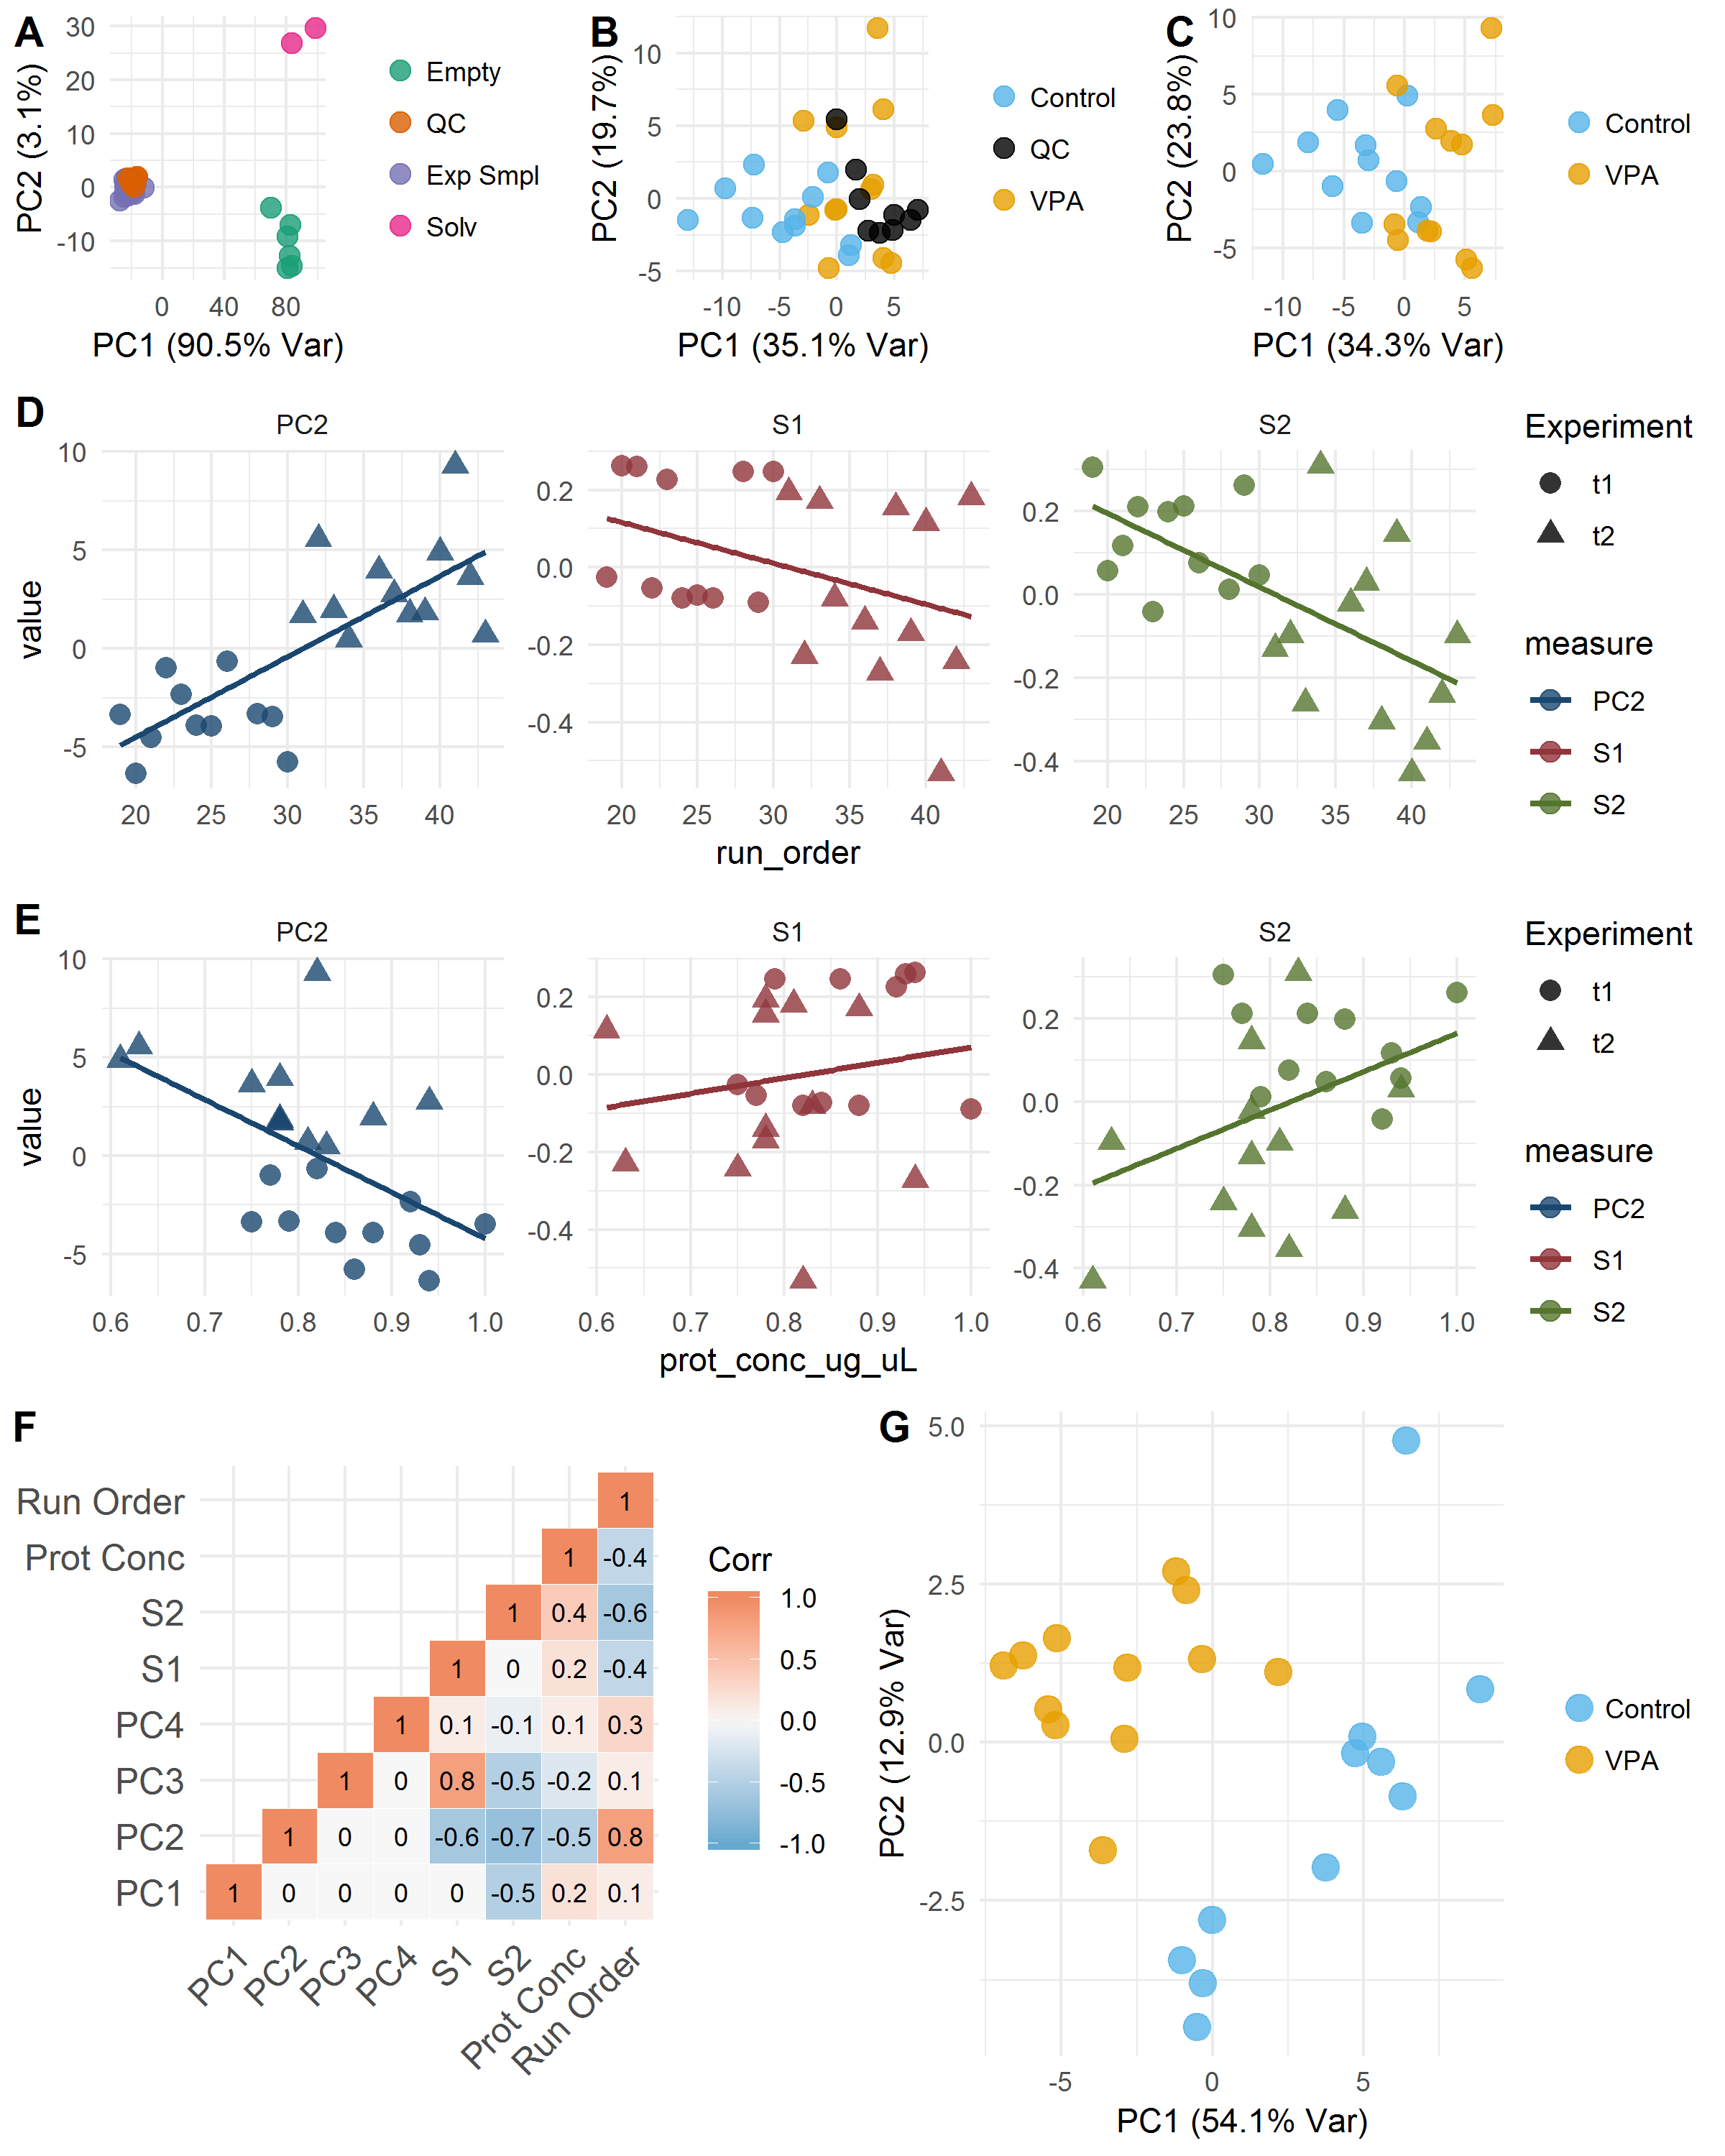 A
PC2 (3.1%)
30
20
10
0
-10
0 40 80
PC1 (90.5% Var)
Empty
QC
Exp Smpl
Solv
B
PC2 (19.7%)
10
5
0
-5
-10 -5 0 5
PC1 (35.1% Var)
Control
QC
VPA
C
PC2 (23.8%)
10
5
0
-5
-10 -5 0 5
PC1 (34.3% Var)
Control
VPA
D
PC2
S1
S2
value
10
5
0
-5
20 25 30 35 40
0.2
0.0
-0.2
-0.4
20 25 30 35 40
0.2
0.0
-0.2
-0.4
20 25 30 35 40
run_order
Experiment
t1
t2
measure
PC2
S1
S2
E
PC2
S1
S2
value
10
5
0
-5
0.6 0.7 0.8 0.9 1.0
0.2
0.0
-0.2
-0.4
0.6 0.7 0.8 0.9 1.0
0.2
0.0
-0.2
-0.4
0.6 0.7 0.8 0.9 1.0
prot_conc_ug_uL
Experiment
t1
t2
measure
PC2
S1
S2
F
Run Order 1
Prot Conc 1 -0.4
S2 1 0.4 -0.6
S1 1 0 0.2 -0.4
PC4 1 0.1 -0.1 0.1 0.3
PC3 1 0 0.8 -0.5 -0.2 0.1
PC2 1 0 0 -0.6 -0.7 -0.5 0.8
PC1 1 0 0 0 0 -0.5 0.2 0.1
PC1 PC2 PC3 PC4 S1 S2 Prot Conc Run Order
Corr
1.0
0.5
0.0
-0.5
-1.0
G
PC2 (12.9% Var)
5.0
2.5
0.0
-2.5
-5 0 5
PC1 (54.1% Var)
Control
VPA